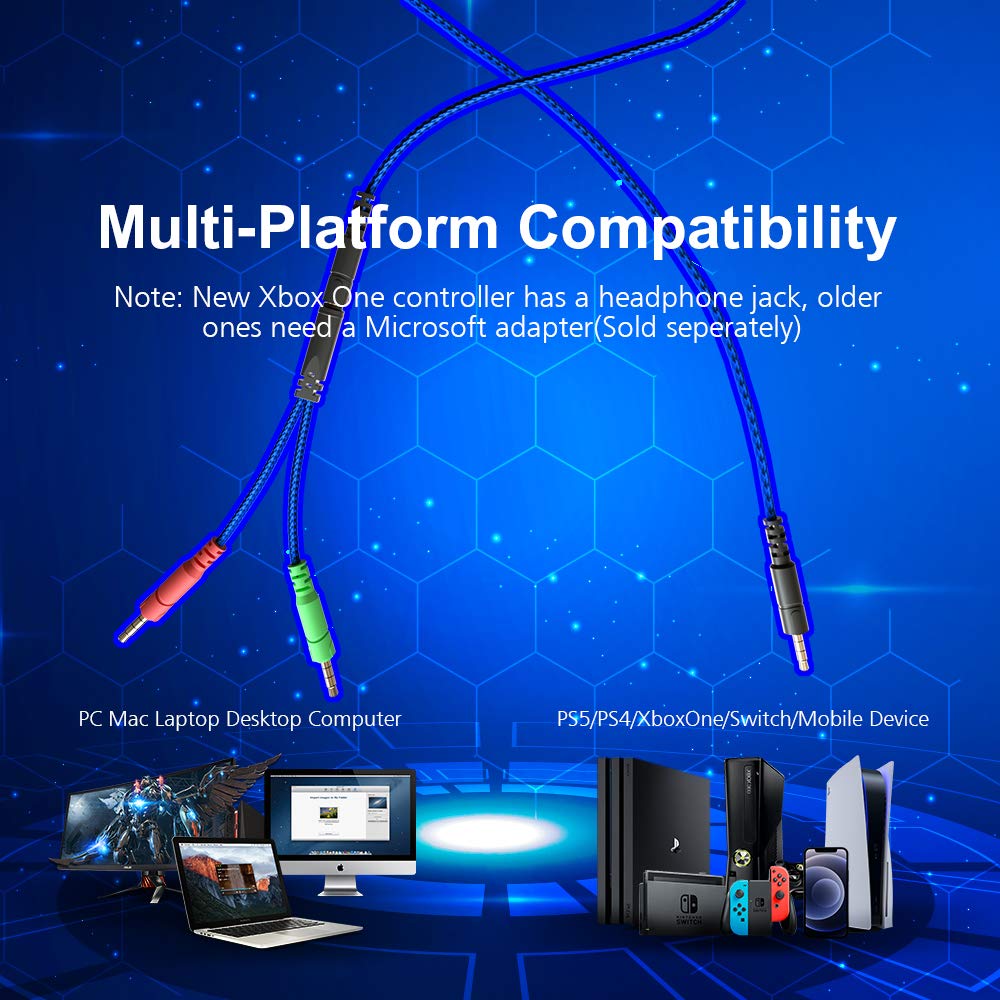 Multi-Platform Compatibility
Note: New Xbox One controller has a headphone jack, older
ones need a Microsoft adapter(Sold seperately)
PC Mac Laptop Desktop Computer
PS5/PS4/XboxOne/Switch/Mobile Device
XBOX360
NINTENDO
SWITCH